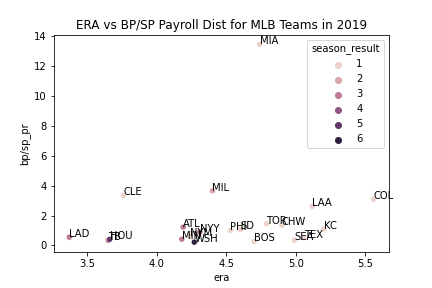 ERA vs BP/SP Payroll Dist for MLB Teams in 2019
season_result
1
2
3
4
5
6
bp/sp_pr
14
12
10
8
6
4
2
0
MIA
CLE
MIL
COL
LAA
LAD
HOU
ATL
NYY
WSH
PHI
SD
BOS
TOR
CHW
SEA
TEX
KC
3.5
4.0
4.5
5.0
5.5
era